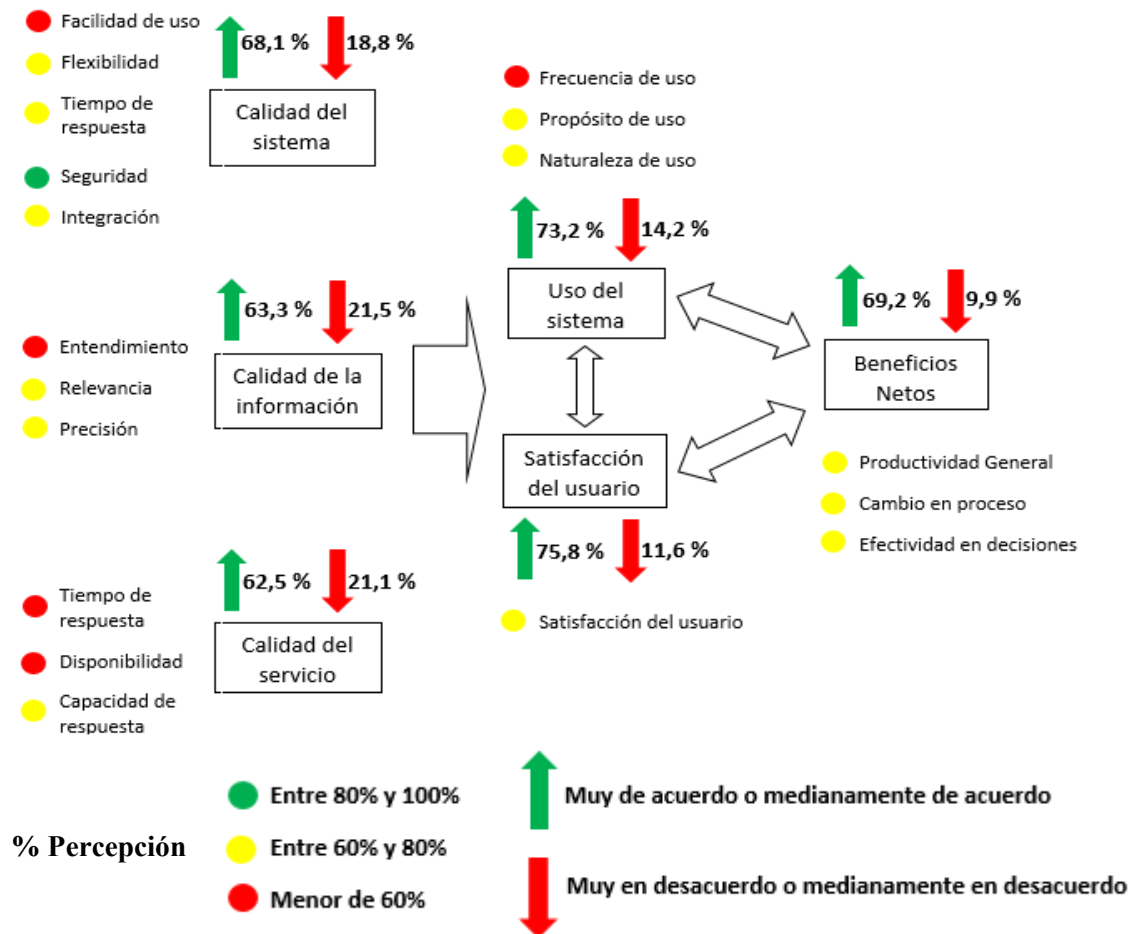 Facilidad de uso
Flexibilidad
Tiempo de
respuesta
Seguridad
Integración
68,1 %
18,8 %
Calidad del
sistema
Frecuencia de uso
Propósito de uso
Naturaleza de uso
73,2 %
14,2 %
Uso del
sistema
Entendimiento
Relevancia
Precisión
63,3 %
21,5 %
Calidad de la
información
69,2 %
9,9 %
Beneficios
Netos
Productividad General
Cambio en proceso
Efectividad en decisiones
Satisfacción
del usuario
75,8 %
11,6 %
Satisfacción del usuario
Tiempo de
respuesta
Disponibilidad
Capacidad de
respuesta
62,5 %
21,1 %
Calidad del
servicio
% Percepción
Entre 80% y 100%
Entre 60% y 80%
Menor de 60%
Muy de acuerdo o medianamente de acuerdo
Muy en desacuerdo o medianamente en desacuerdo